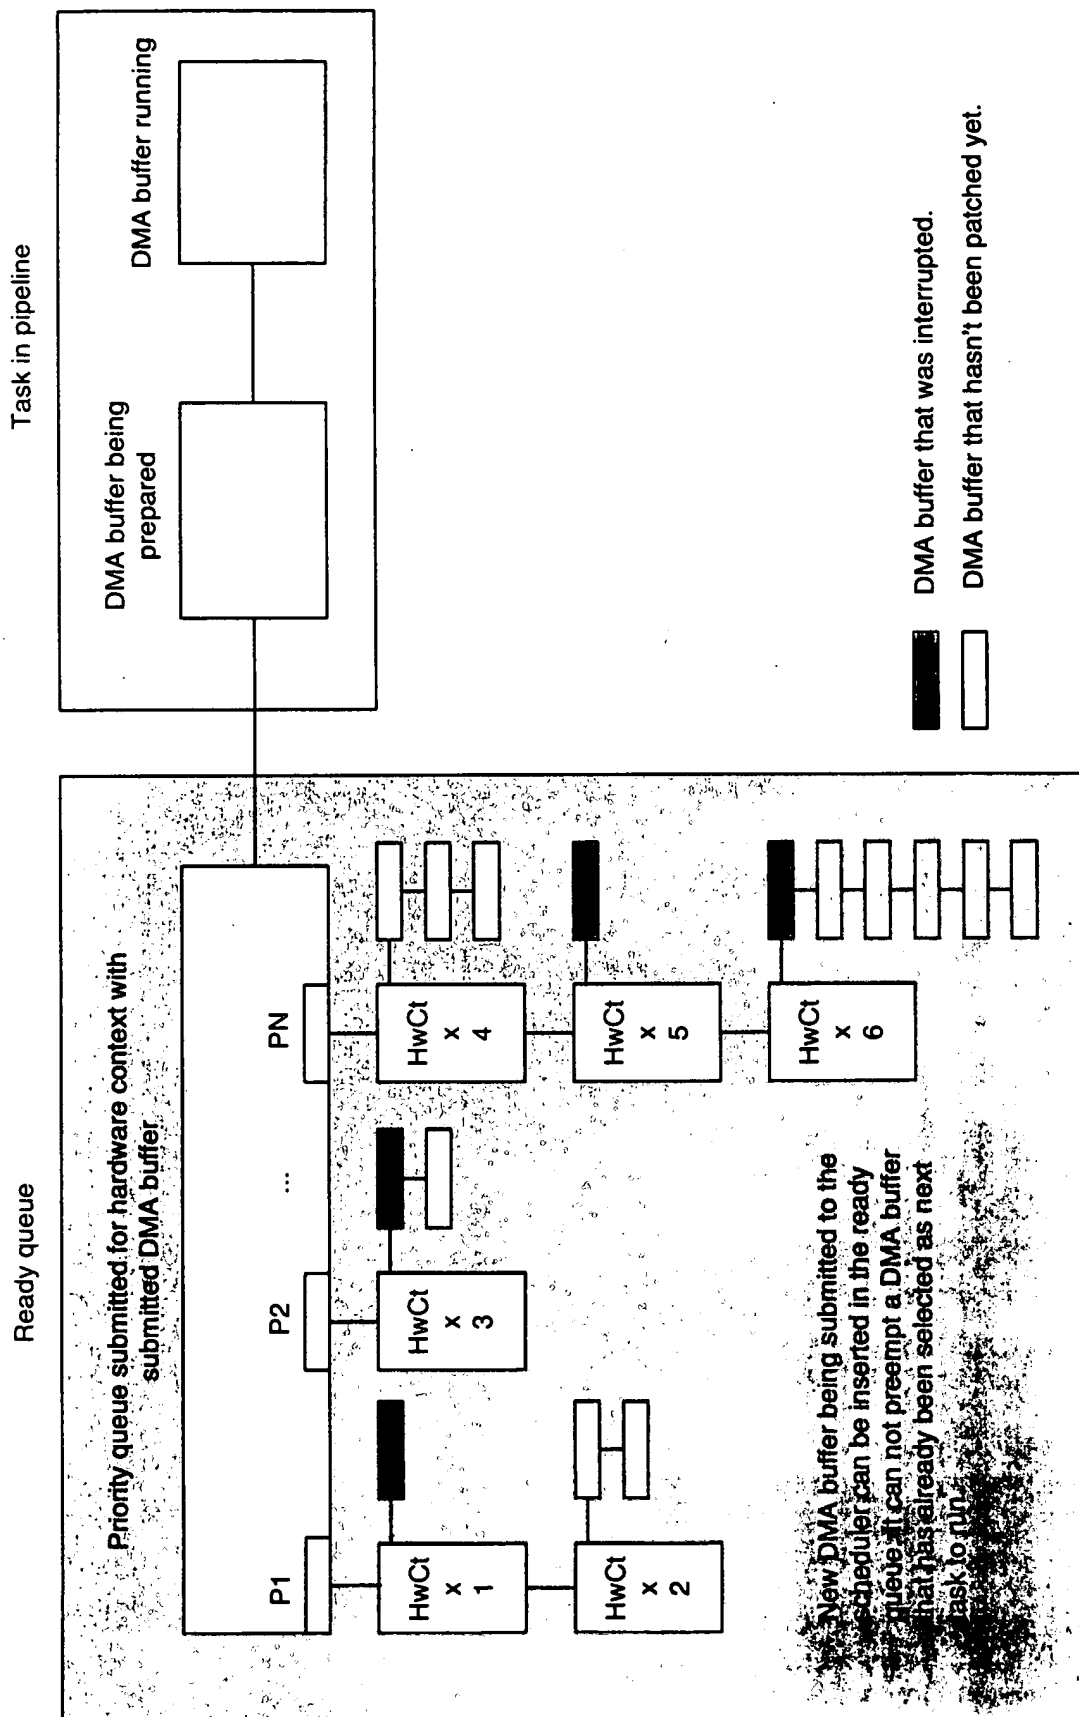 Ready queue
Priority queue submitted for hardware context with
submitted DMA buffer
P1
P2
...
PN
HwCt
x
1
HwCt
x
2
HwCt
x
3
HwCt
x
4
HwCt
x
5
HwCt
x
6
New DMA buffer being submitted to the
scheduler can be inserted in the ready
queue. It can not preempt a DMA buffer
that has already been selected as next
task to run.
Task in pipeline
DMA buffer being
prepared
DMA buffer running
DMA buffer that was interrupted.
DMA buffer that hasn't been patched yet.